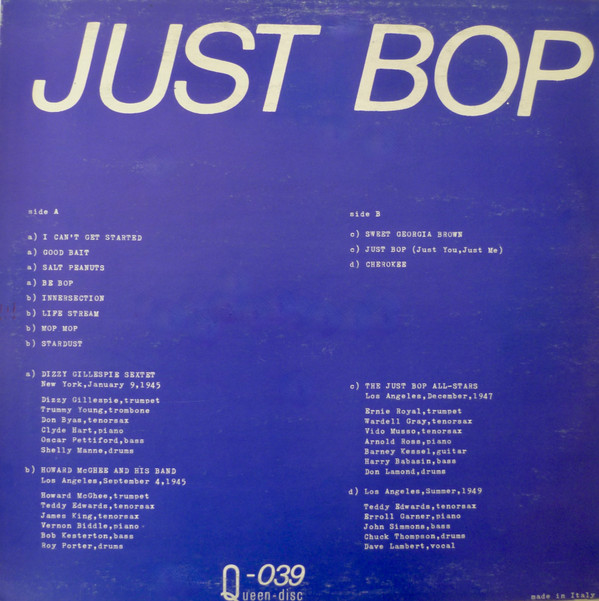 JUST BOP
side A
a) I CAN'T GET STARTED
a) GOOD BAIT
a) SALT PEANUTS
a) BE BOP
b) INNERSECTION
b) LIFE STREAM
b) MOP MOP
b) STARDUST
side B
c) SWEET GEORGIA BROWN
c) JUST BOP (Just You,Just Me)
d) CHEROKEE
a) DIZZY GILLESPIE SEXTET
New York,January 9,1945
Dizzy Gillespie,trumpet
Trummy Young,trombone
Don Byas,tenorsax
Clyde Hart,piano
Oscar Pettiford,bass
Shelly Manne,drums
b) HOWARD McGHEE AND HIS BAND
Los Angeles,September 4,1945
Howard McGhee,trumpet
Teddy Edwards,tenorsax
James King,tenorsax
Vernon Biddle,piano
Bob Kesterton,bass
Roy Porter,drums
c) THE JUST BOP ALL-STARS
Los Angeles,December,1947
Ernie Royal,trumpet
Wardell Gray,tenorsax
Vido Musso,tenorsax
Arnold Ross,piano
Barney Kessel,guitar
Harry Babasin,bass
Don Lamond,drums
d) Los Angeles,Summer,1949
Teddy Edwards,tenorsax
Erroll Garner,piano
John Simmons,bass
Chuck Thompson,drums
Dave Lambert,vocal
Q-039
Queen-disc
made in Italy